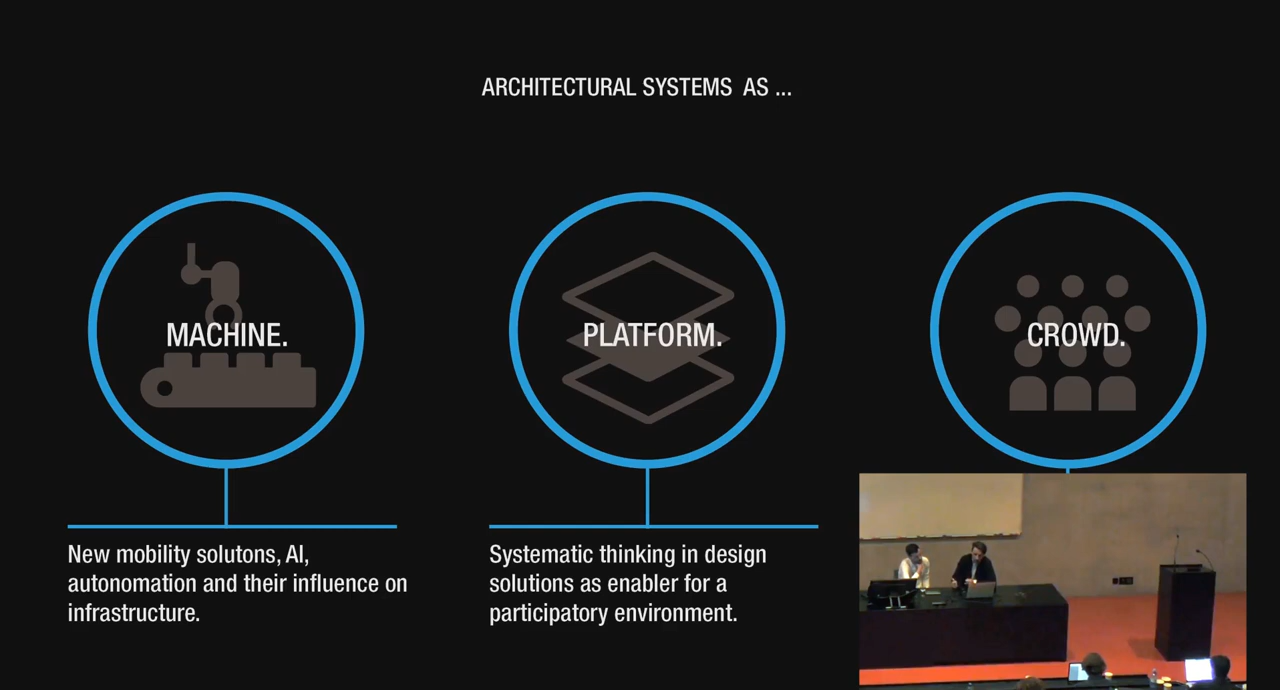 ARCHITECTURAL SYSTEMS AS ...
MACHINE.
PLATFORM.
CROWD.
New mobility solutons, AI,
autonomation and their influence on
infrastructure.
Systematic thinking in design
solutions as enabler for a
participatory environment.